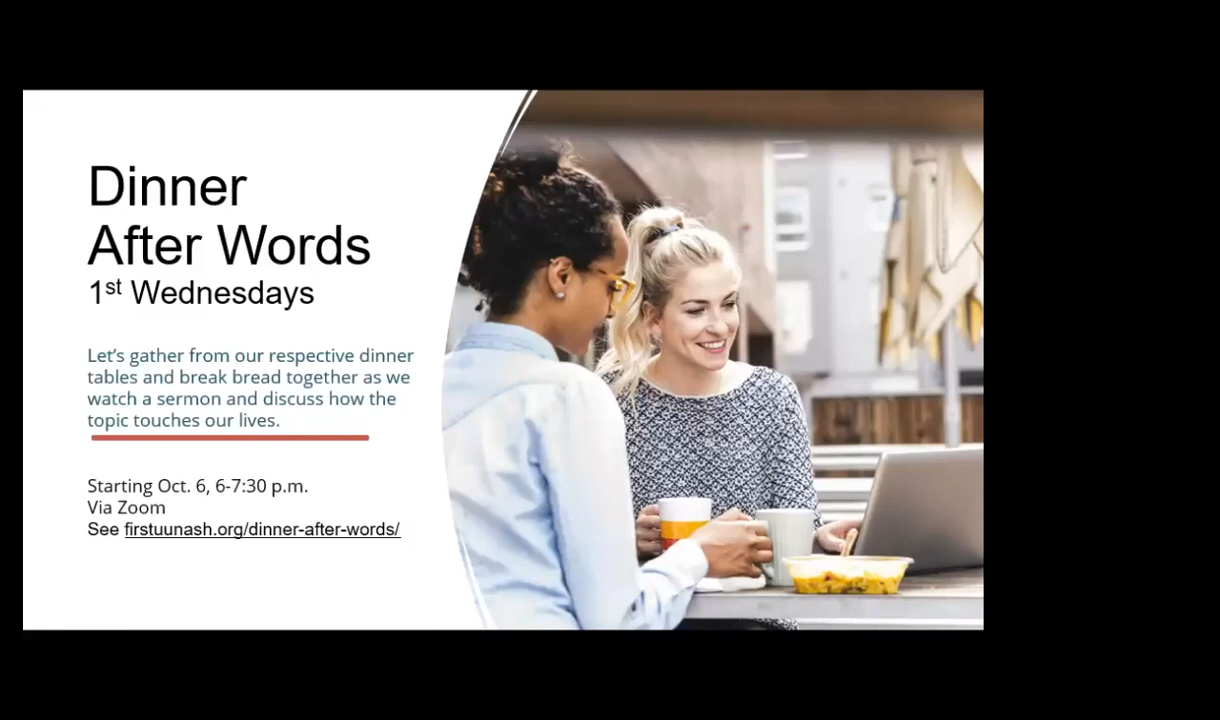 Dinner
After Words
1st Wednesdays
Let's gather from our respective dinner
tables and break bread together as we
watch a sermon and discuss how the
topic touches our lives.
Starting Oct. 6, 6-7:30 p.m.
Via Zoom
See firstuunash.org/dinner-after-words/